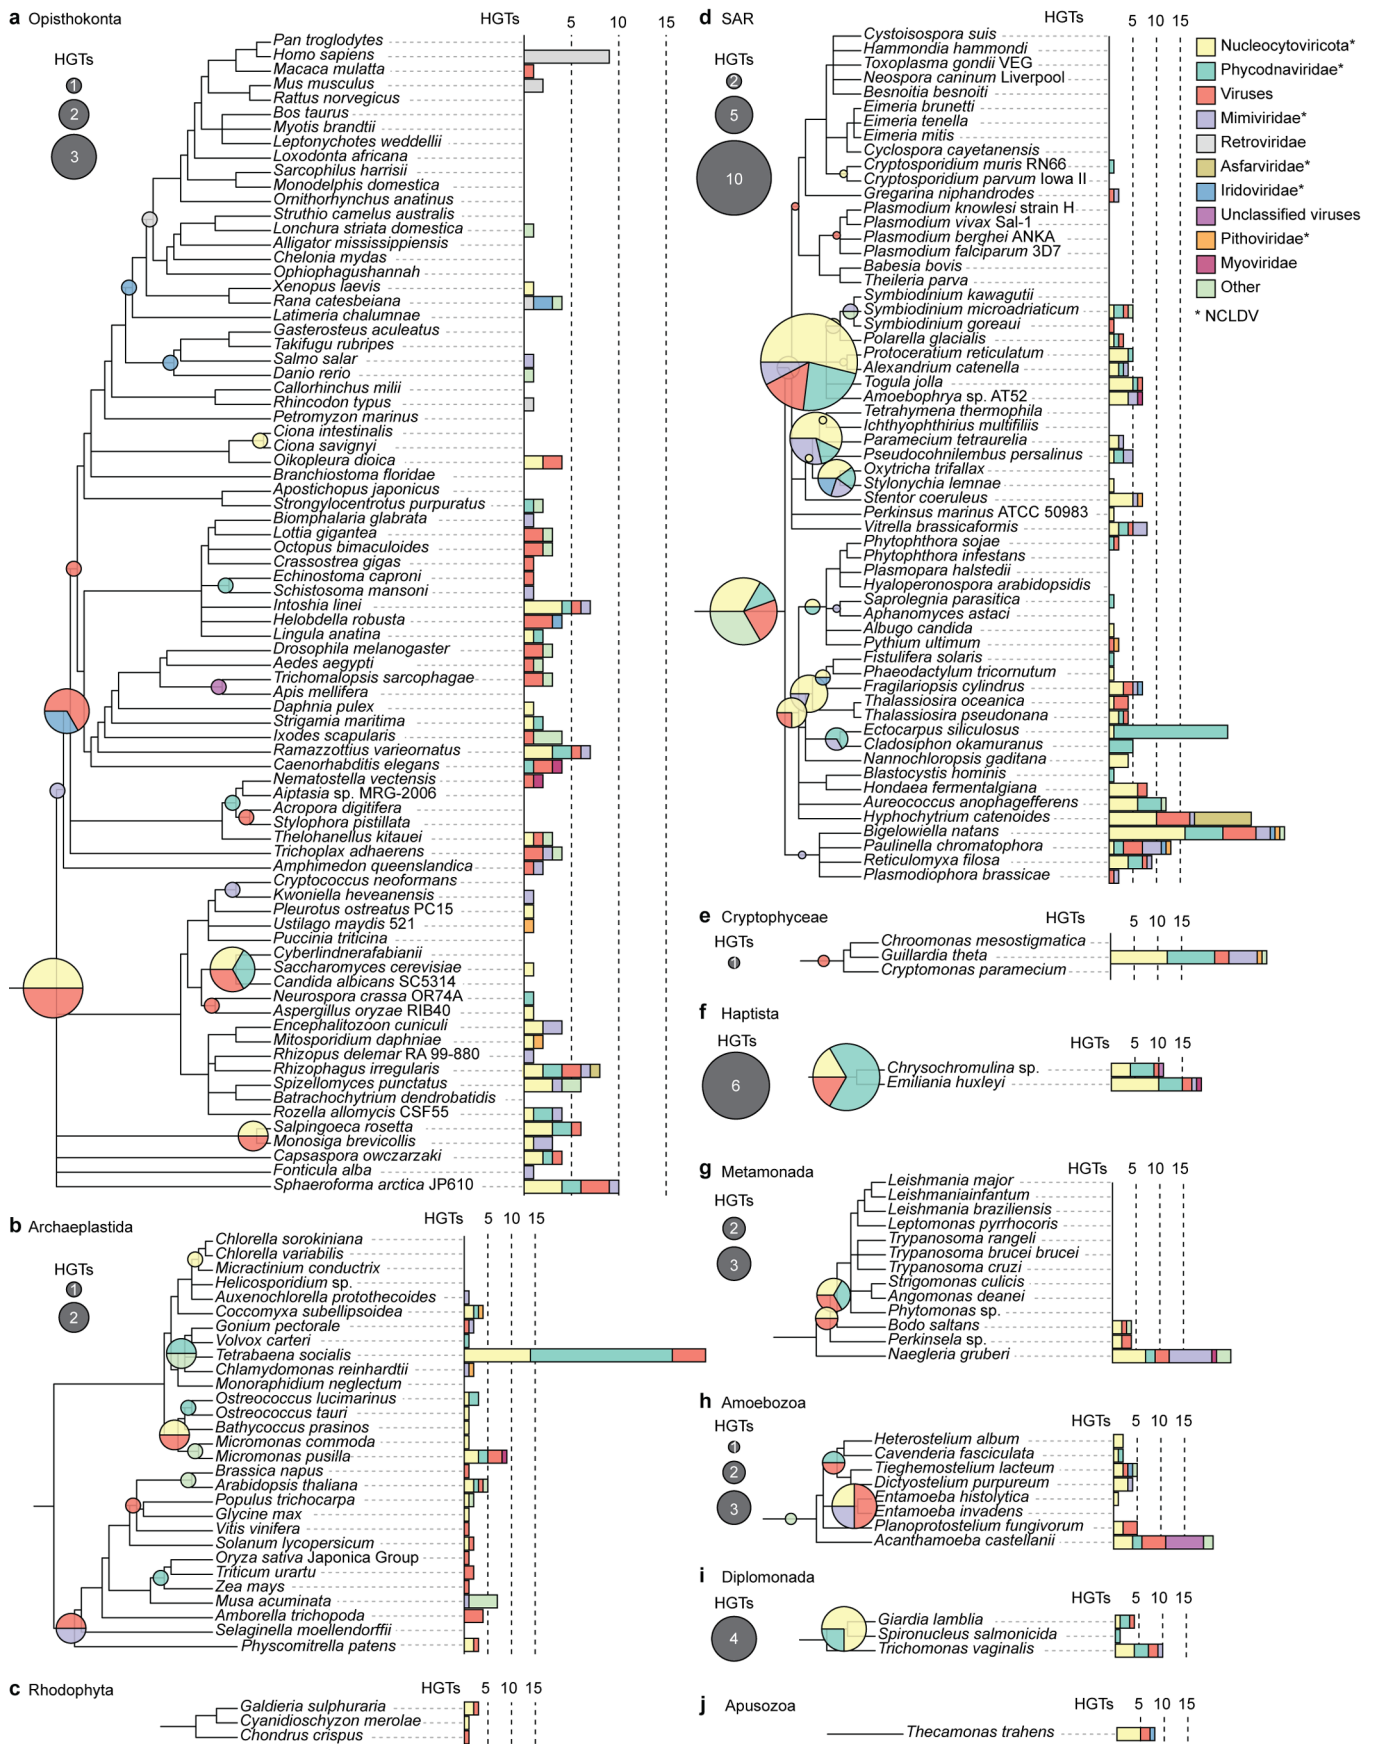 a Opisthokonta
HGTs 5 10 15
HGTs
1
2
3
Pan troglodytes
Homo sapiens
Macaca mulatta
Mus musculus
Rattus norvegicus
Bos taurus
Myotis brandtii
Leptonychotes weddellii
Loxodonta africana
Sarcophilus harrisii
Monodelphis domestica
Ornithorhynchus anatinus
Struthio camelus australis
Lonchura striata domestica
Alligator mississippiensis
Chelonia mydas
Ophiophagushannah
Xenopus laevis
Rana catesbeiana
Latimeria chalumnae
Gasterosteus aculeatus
Takifugu rubripes
Salmo salar
Danio rerio
Callorhinchus milii
Rhincodon typus
Petromyzon marinus
Ciona intestinalis
Ciona savignyi
Oikopleura dioica
Branchiostoma floridae
Apostichopus japonicus
Strongylocentrotus purpuratus
Biomphalaria glabrata
Lottia gigantea
Octopus bimaculoides
Crassostrea gigas
Echinostoma caproni
Schistosoma mansoni
Intoshia linei
Helobdella robusta
Lingula anatina
Drosophila melanogaster
Aedes aegypti
Trichomalopsis sarcophagae
Apis mellifera
Daphnia pulex
Strigamia maritima
Ixodes scapularis
Ramazzottius varieornatus
Caenorhabditis elegans
Nematostella vectensis
Aiptasia sp. MRG-2006
Acropora digitifera
Stylophora pistillata
Thelohanellus kitauei
Trichoplax adhaerens
Amphimedon queenslandica
Cryptococcus neoformans
Kwoniella heveanensis
Pleurotus ostreatus PC15
Ustilago maydis 521
Puccinia triticina
Cyberlindnerafabianii
Saccharomyces cerevisiae
Candida albicans SC5314
Neurospora crassa OR74A
Aspergillus oryzae RIB40
Encephalitozoon cuniculi
Mitosporidium daphniae
Rhizopus delemar RA 99-880
Rhizophagus irregularis
Spizellomyces punctatus
Batrachochytrium dendrobatidis
Rozella allomycis CSF55
Salpingoeca rosetta
Monosiga brevicollis
Capsaspora owczarzaki
Fonticula alba
Sphaeroforma arctica JP610
b Archaeplastida
HGTs 5 10 15
HGTs
1
2
Chlorella sorokiniana
Chlorella variabilis
Micractinium conductrix
Helicosporidium sp.
Auxenochlorella protothecoides
Coccomyxa subellipsoidea
Gonium pectorale
Volvox carteri
Tetrabaena socialis
Chlamydomonas reinhardtii
Monoraphidium neglectum
Ostreococcus lucimarinus
Ostreococcus tauri
Bathycoccus prasinos
Micromonas commoda
Micromonas pusilla
Brassica napus
Arabidopsis thaliana
Populus trichocarpa
Glycine max
Vitis vinifera
Solanum lycopersicum
Oryza sativa Japonica Group
Triticum urartu
Zea mays
Musa acuminata
Amborella trichopoda
Selaginella moellendorffii
Physcomitrella patens
c Rhodophyta
HGTs 5 10 15
Galdieria sulphuraria
Cyanidioschyzon merolae
Chondrus crispus
d SAR
HGTs 5 10 15
HGTs
2
5
10
Cystoisospora suis
Hammondia hammondi
Toxoplasma gondii VEG
Neospora caninum Liverpool
Besnoitia besnoiti
Eimeria brunetti
Eimeria tenella
Eimeria mitis
Cyclospora cayetanensis
Cryptosporidium muris RN66
Cryptosporidium parvum Iowa II
Gregarina niphandrodes
Plasmodium knowlesi strain H
Plasmodium vivax Sal-1
Plasmodium berghei ANKA
Plasmodium falciparum 3D7
Babesia bovis
Theileria parva
Symbiodinium kawagutii
Symbiodinium microadriaticum
Symbiodinium goreaui
Polarella glacialis
Protoceratium reticulatum
Alexandrium catenella
Togula jolla
Amoebophrya sp. AT52
Tetrahymena thermophila
Ichthyophthirius multifiliis
Paramecium tetraurelia
Pseudocohnilembus persalinus
Oxytricha trifallax
Stylonychia lemnae
Stentor coeruleus
Perkinsus marinus ATCC 50983
Vitrella brassicaformis
Phytophthora sojae
Phytophthora infestans
Plasmopara halstedii
Hyaloperonospora arabidopsidis
Saprolegnia parasitica
Aphanomyces astaci
Albugo candida
Pythium ultimum
Fistulifera solaris
Phaeodactylum tricornutum
Fragilariopsis cylindrus
Thalassiosira oceanica
Thalassiosira pseudonana
Ectocarpus siliculosus
Cladosiphon okamuranus
Nannochloropsis gaditana
Blastocystis hominis
Hondaea fermentalgiana
Aureococcus anophagefferens
Hyphochytrium catenoides
Bigelowiella natans
Paulinella chromatophora
Reticulomyxa filosa
Plasmodiophora brassicae
Nucleocytoviricota*
Phycodnaviridae*
Viruses
Mimiviridae*
Retroviridae
Asfarviridae*
Iridoviridae*
Unclassified viruses
Pithoviridae*
Myoviridae
Other
* NCLDV
e Cryptophyceae
HGTs 5 10 15
HGTs
1
Chroomonas mesostigmatica
Guillardia theta
Cryptomonas paramecium
f Haptista
HGTs 5 10 15
HGTs
6
Chrysochromulina sp.
Emiliania huxleyi
g Metamonada
HGTs 5 10 15
HGTs
2
3
Leishmania major
Leishmaniainfantum
Leishmania braziliensis
Leptomonas pyrrhocoris
Trypanosoma rangeli
Trypanosoma brucei brucei
Trypanosoma cruzi
Strigomonas culicis
Angomonas deanei
Phytomonas sp.
Bodo saltans
Perkinsela sp.
Naegleria gruberi
h Amoebozoa
HGTs 5 10 15
HGTs
1
2
3
Heterostelium album
Cavenderia fasciculata
Tieghemostelium lacteum
Dictyostelium purpureum
Entamoeba histolytica
Entamoeba invadens
Planoprotostelium fungivorum
Acanthamoeba castellanii
i Diplomonada
HGTs 5 10 15
HGTs
4
Giardia lamblia
Spironucleus salmonicida
Trichomonas vaginalis
j Apusozoa
HGTs 5 10 15
Thecamonas trahens